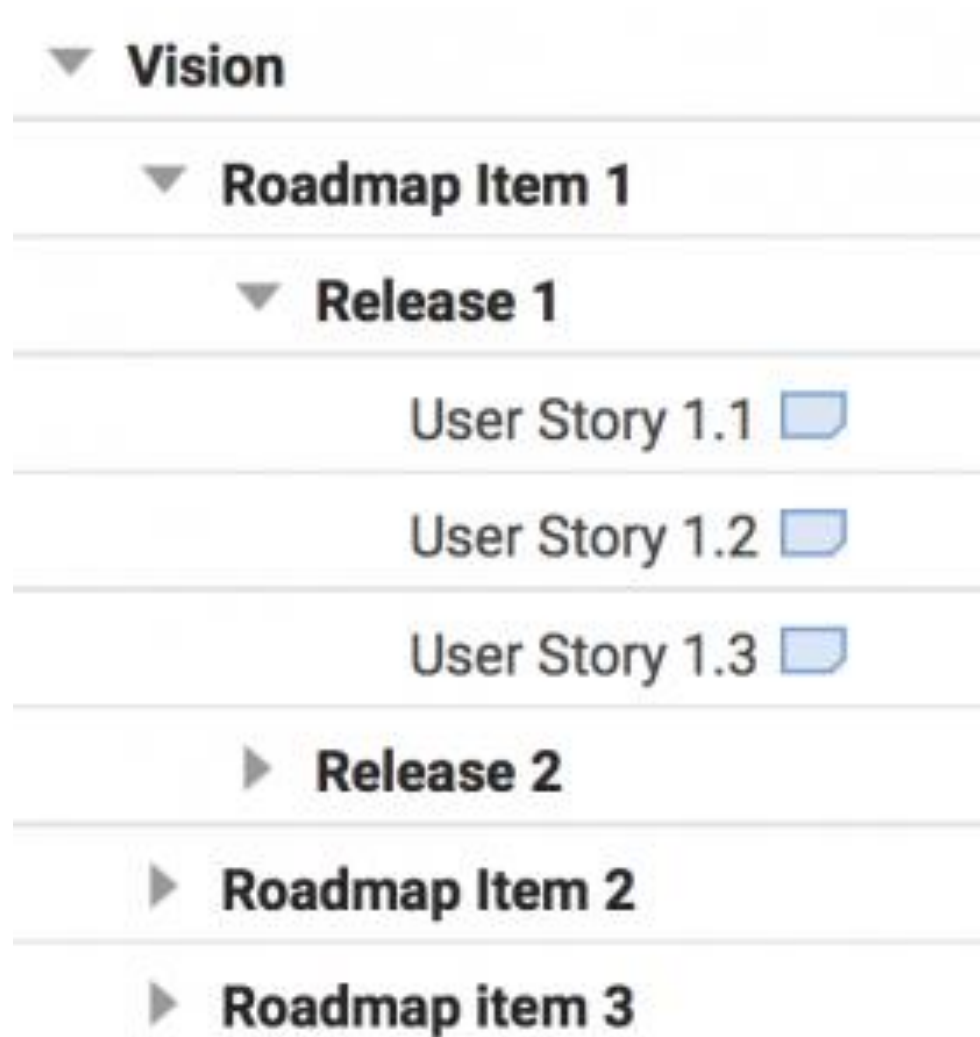 Vision
Roadmap Item 1
Release 1
User Story 1.1
User Story 1.2
User Story 1.3
Release 2
Roadmap Item 2
Roadmap item 3